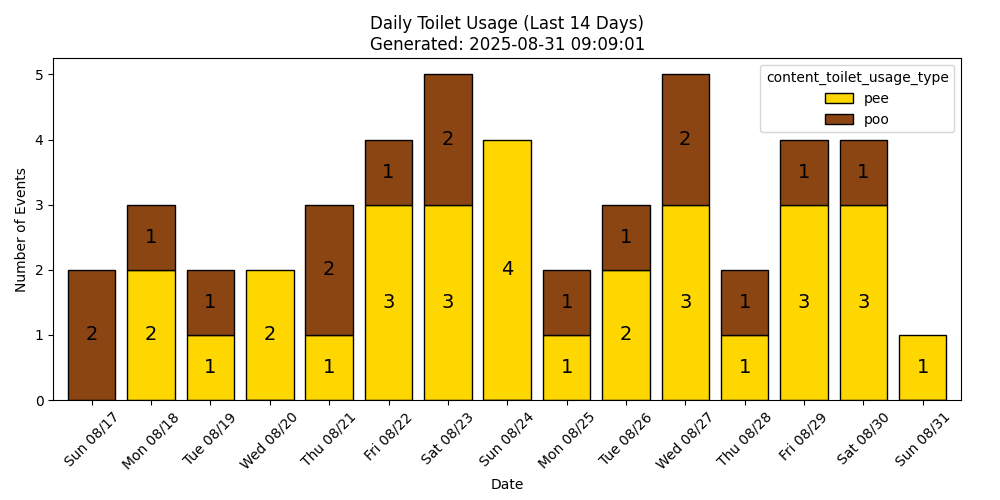 Daily Toilet Usage (Last 14 Days)
Generated: 2025-08-31 09:09:01
content_toilet_usage_type
pee
poo
Number of Events
5
4
3
2
1
0
2
2
1
1
1
2
1
2
3
1
3
2
4
1
1
2
1
3
2
1
1
3
1
3
1
1
Sun 08/17
Mon 08/18
Tue 08/19
Wed 08/20
Thu 08/21
Fri 08/22
Sat 08/23
Sun 08/24
Mon 08/25
Tue 08/26
Wed 08/27
Thu 08/28
Fri 08/29
Sat 08/30
Sun 08/31
Date